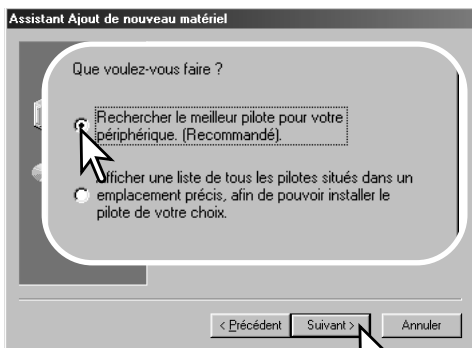 Assistant Ajout de nouveau matériel
Que voulez-vous faire ?
Rechercher le meilleur pilote pour votre
périphérique. (Recommandé).
Afficher une liste de tous les pilotes situés dans un
emplacement précis, afin de pouvoir installer le
pilote de votre choix.
< Précédent
Suivant >
Annuler